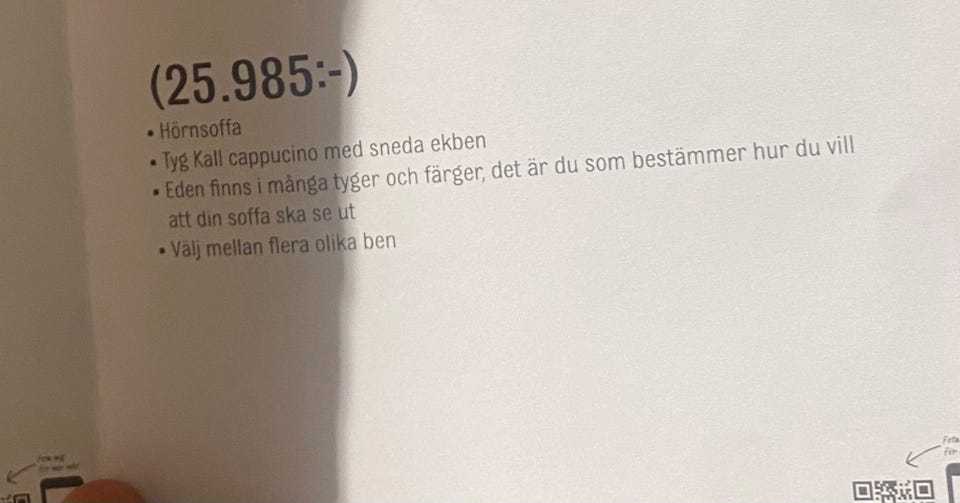 (25.985:-)
• Hörnsoffa
• Tyg Kall cappucino med sneda ekben
• Eden finns i många tyger och färger, det är du som bestämmer hur du vill
att din soffa ska se ut
• Välj mellan flera olika ben